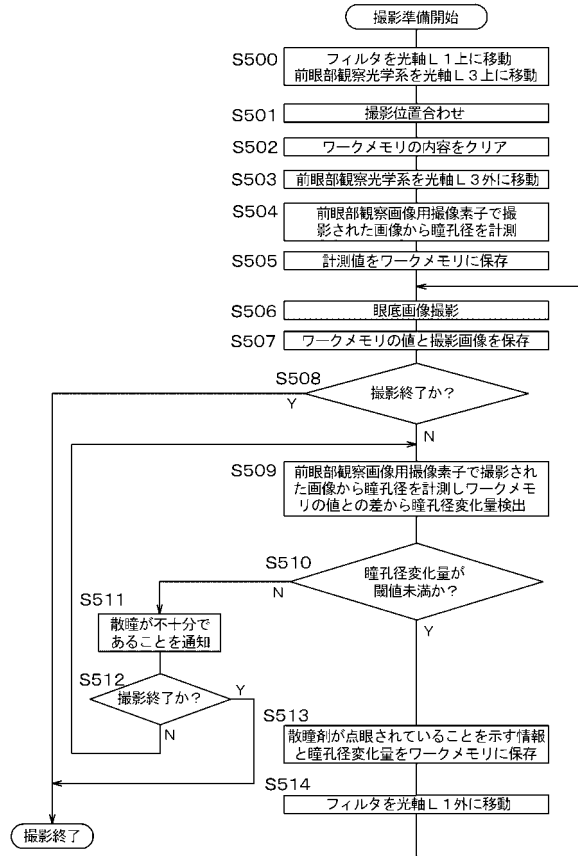 撮影準備開始
S500
フィルタを光軸L1上に移動
前眼部観察光学系を光軸L3上に移動
S501
撮影位置合わせ
S502
ワークメモリの内容をクリア
S503
前眼部観察光学系を光軸L3外に移動
S504
前眼部観察画像用撮像素子で撮
影された画像から瞳孔径を計測
S505
計測値をワークメモリに保存
S506
眼底画像撮影
S507
ワークメモリの値と撮影画像を保存
S508
撮影終了か?
Y
N
S509
前眼部観察画像用撮像素子で撮影され
た画像から瞳孔径を計測しワークメモ
リの値との差から瞳孔径変化量検出
S510
瞳孔径変化量が
閾値未満か?
N
Y
S511
散瞳が不十分で
あることを通知
S512
撮影終了か?
Y
N
S513
散瞳剤が点眼されていることを示す情報
と瞳孔径変化量をワークメモリに保存
S514
フィルタを光軸L1外に移動
撮影終了